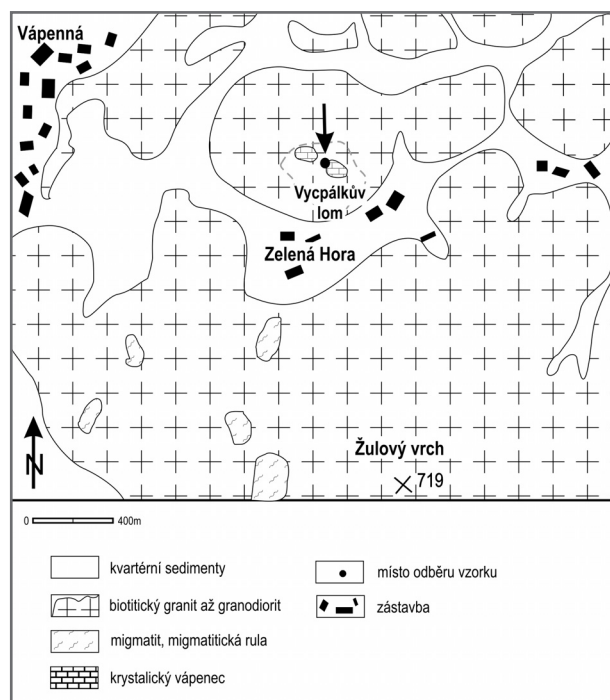 Vápenná
Vycpálkův
lom
Zelená Hora
Žulový vrch
719
N
0 400m
kvartérní sedimenty
biotitický granit až granodiorit
migmatit, migmatitická rula
krystalický vápenec
místo odběru vzorku
zástavba